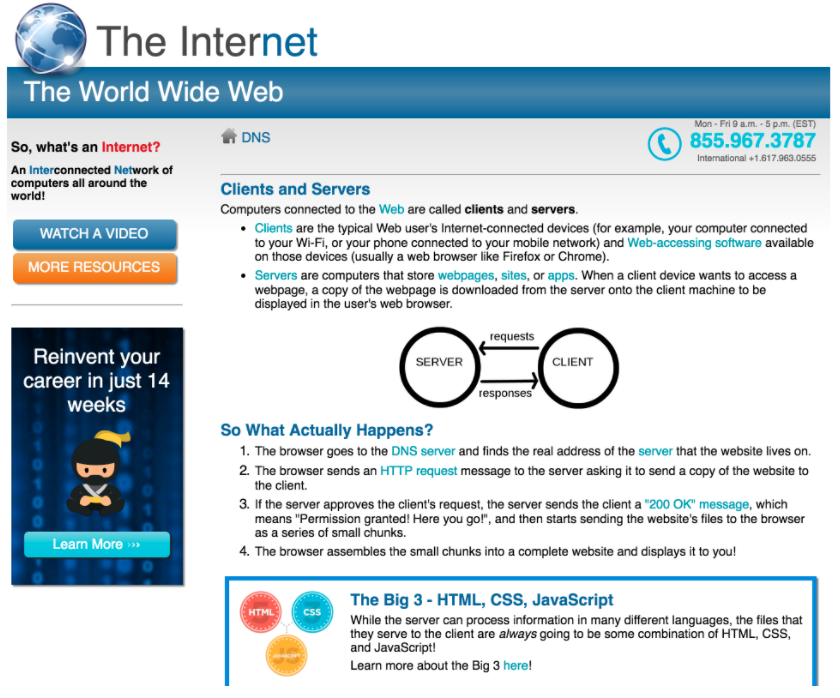 The Internet
The World Wide Web
So, what's an Internet?
An Interconnected Network of
computers all around the
world!
WATCH A VIDEO
MORE RESOURCES
Reinvent your
career in just 14
weeks
Learn More ›››
DNS
Mon - Fri 9 a.m. - 5 p.m. (EST)
855.967.3787
International +1.617.963.0555
Clients and Servers
Computers connected to the Web are called clients and servers.
• Clients are the typical Web user's Internet-connected devices (for example, your computer connected
to your Wi-Fi, or your phone connected to your mobile network) and Web-accessing software available
on those devices (usually a web browser like Firefox or Chrome).
• Servers are computers that store webpages, sites, or apps. When a client device wants to access a
webpage, a copy of the webpage is downloaded from the server onto the client machine to be
displayed in the user's web browser.
requests
SERVER
CLIENT
responses
So What Actually Happens?
1. The browser goes to the DNS server and finds the real address of the server that the website lives on.
2. The browser sends an HTTP request message to the server asking it to send a copy of the website to
the client.
3. If the server approves the client's request, the server sends the client a "200 OK" message, which
means "Permission granted! Here you go!", and then starts sending the website's files to the browser
as a series of small chunks.
4. The browser assembles the small chunks into a complete website and displays it to you!
HTML
CSS
JAVASCRIPT
JS
The Big 3 - HTML, CSS, JavaScript
While the server can process information in many different languages, the files that
they serve to the client are always going to be some combination of HTML, CSS,
and JavaScript!
Learn more about the Big 3 here!